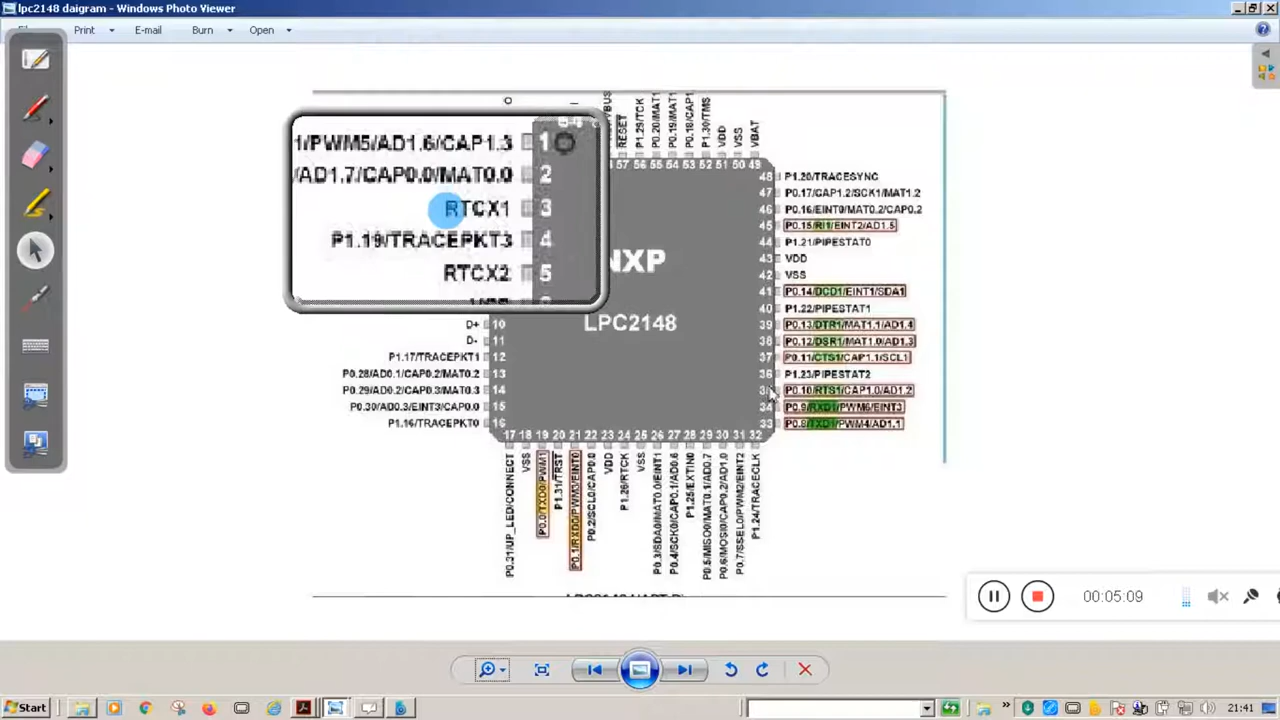 lpc2148 daigram - Windows Photo Viewer
Print
E-mail
Burn
Open
RESET
P1.29/TCK
P0.20/MAT1
P0.19/MAT1
P0.18/CAP1
P1.30/TMS
VDD
VSS
VBAT
57 56 55 54 53 52 51 50 49
1/PWM5/AD1.6/CAP1.3 1
/AD1.7/CAP0.0/MAT0.0 2
RTCX1 3
P1.19/TRACEPKT3 4
RTCX2 5
D+ 10
D- 11
P1.17/TRACEPKT1 12
P0.28/AD0.1/CAP0.2/MAT0.2 13
P0.29/AD0.2/CAP0.3/MAT0.3 14
P0.30/AD0.3/EINT3/CAP0.0 15
P1.16/TRACEPKT0 16
NXP
LPC2148
48 P1.20/TRACESYNC
47 P0.17/CAP1.2/SCK1/MAT1.2
46 P0.16/EINT0/MAT0.2/CAP0.2
45 P0.15/RI1/EINT2/AD1.5
44 P1.21/PIPESTAT0
43 VDD
42 VSS
41 P0.14/DCD1/EINT1/SDA1
40 P1.22/PIPESTAT1
39 P0.13/DTR1/MAT1.1/AD1.4
38 P0.12/DSR1/MAT1.0/AD1.3
37 P0.11/CTS1/CAP1.1/SCL1
36 P1.23/PIPESTAT2
P0.10/RTS1/CAP1.0/AD1.2
34 P0.9/RXD1/PWM6/EINT3
33 P0.8/TXD1/PWM4/AD1.1
17 18 19 20 21 22 23 24 25 26 27 28 29 30 31 32
P0.31/UP_LED/CONNECT
VSS
P0.0/TXD0/PWM1
P1.31/TRST
P0.1/RXD0/PWM3/EINT0
P0.2/SCL0/CAP0.0
VDD
P1.26/RTCK
VSS
P0.3/SDA0/MAT0.0/EINT1
P0.4/SCK0/CAP0.1/AD0.6
P1.25/EXTIN0
P0.5/MISO0/MAT0.1/AD0.7
P0.6/MOSI0/CAP0.2/AD1.0
P0.7/SSEL0/PWM2/EINT2
P1.24/TRACECLK
00:05:09
Start
21:41